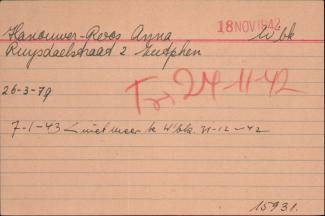 Hanouwer-Roos Anna 18 NOV 1942 Wbk
Ruysdaelstraat 2 Zutphen
26-3-79 Tr. 24-11-42
7-1-43 niet meer te Wbk. 31-12-42
15931.